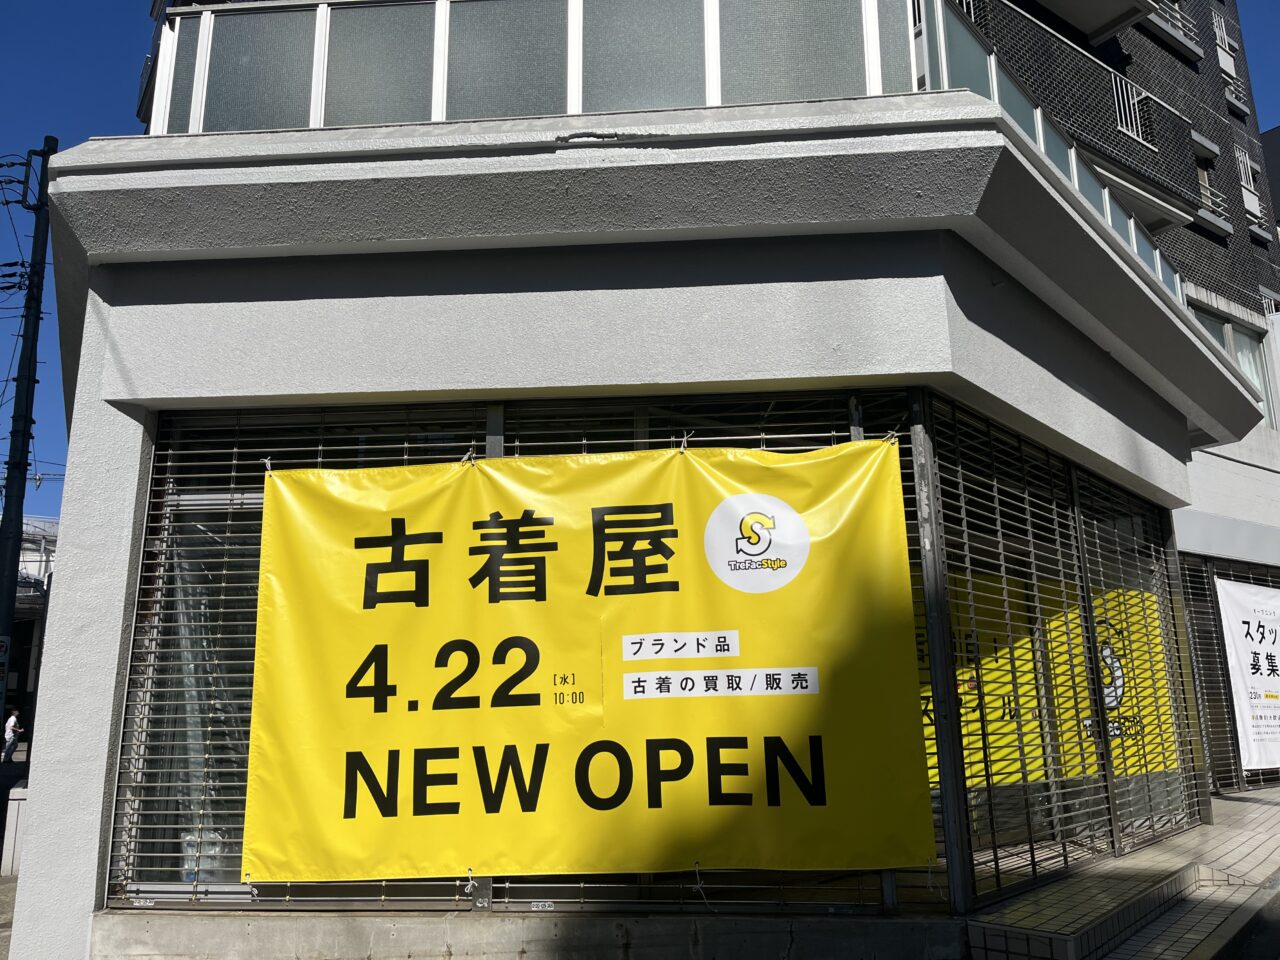 古着屋
TreFacStyle
4.22
[水]
10:00
ブランド品
古着の買取/販売
NEW OPEN
スタッ
募集